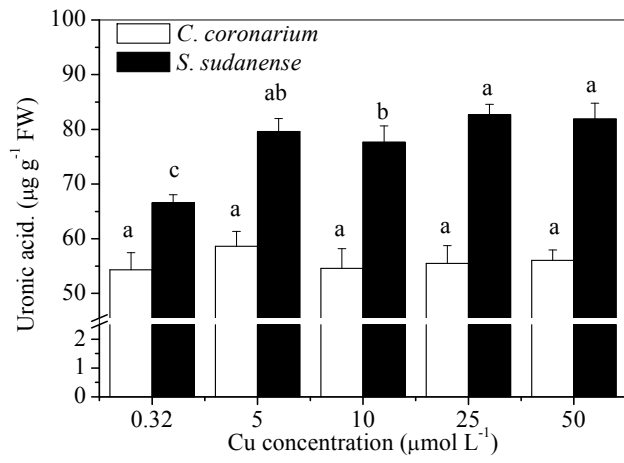 100
90
80
70
60
50
2
1
0
Uronic acid. (µg g-1 FW)
C. coronarium
S. sudanense
a
c
a
ab
a
b
a
a
a
a
0.32
5
10
25
50
Cu concentration (µmol L-1)